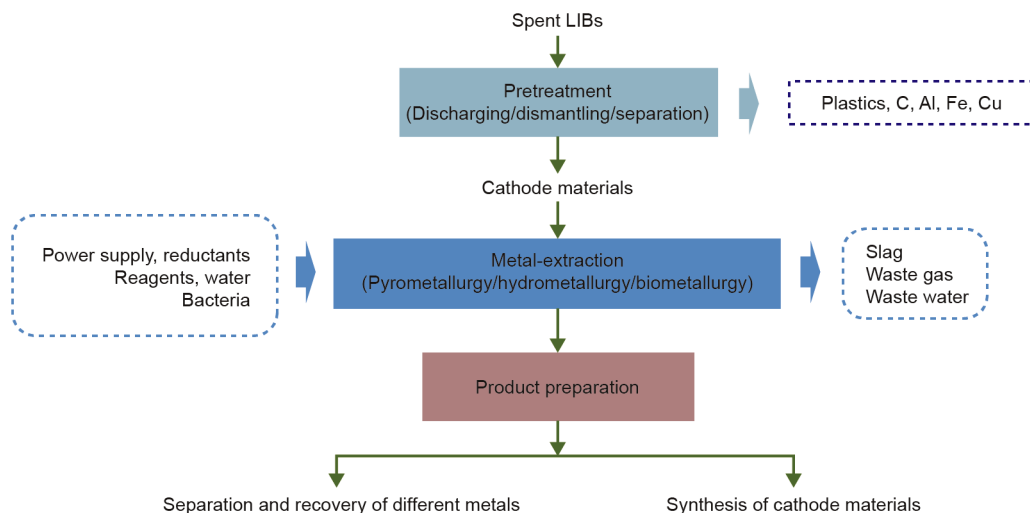 Spent LIBs
Pretreatment
(Discharging/dismantling/separation)
Plastics, C, Al, Fe, Cu
Cathode materials
Power supply, reductants
Reagents, water
Bacteria
Metal-extraction
(Pyrometallurgy/hydrometallurgy/biometallurgy)
Slag
Waste gas
Waste water
Product preparation
Separation and recovery of different metals
Synthesis of cathode materials